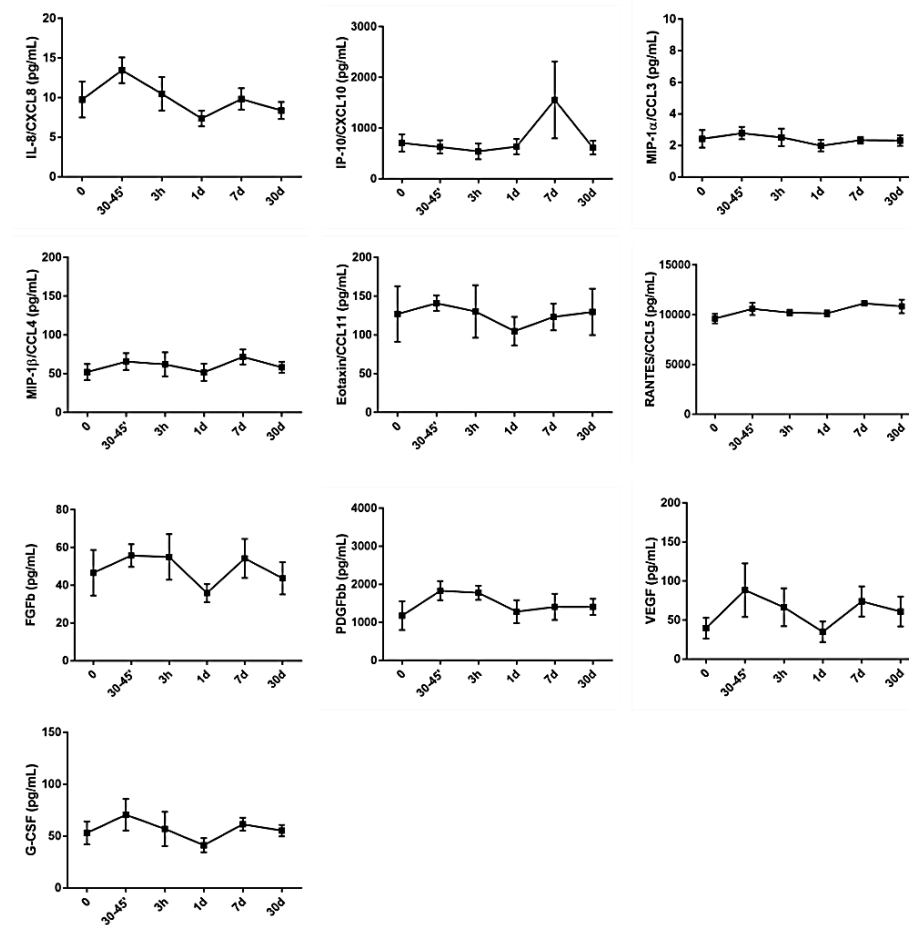 IL-8/CXCL8 (pg/mL)
20
15
10
5
0
0
30-45'
3h
1d
7d
30d
IP-10/CXCL10 (pg/mL)
3000
2000
1000
0
0
30-45'
3h
1d
7d
30d
MIP-1α/CCL3 (pg/mL)
10
8
6
4
2
0
0
30-45'
3h
1d
7d
30d
MIP-1β/CCL4 (pg/mL)
200
150
100
50
0
0
30-45'
3h
1d
7d
30d
Eotaxin/CCL11 (pg/mL)
200
150
100
50
0
0
30-45'
3h
1d
7d
30d
RANTES/CCL5 (pg/mL)
15000
10000
5000
0
0
30-45'
3h
1d
7d
30d
FGFb (pg/mL)
80
60
40
20
0
0
30-45'
3h
1d
7d
30d
PDGFbb (pg/mL)
4000
3000
2000
1000
0
0
30-45'
3h
1d
7d
30d
VEGF (pg/mL)
200
150
100
50
0
0
30-45'
3h
1d
7d
30d
G-CSF (pg/mL)
150
100
50
0
0
30-45'
3h
1d
7d
30d